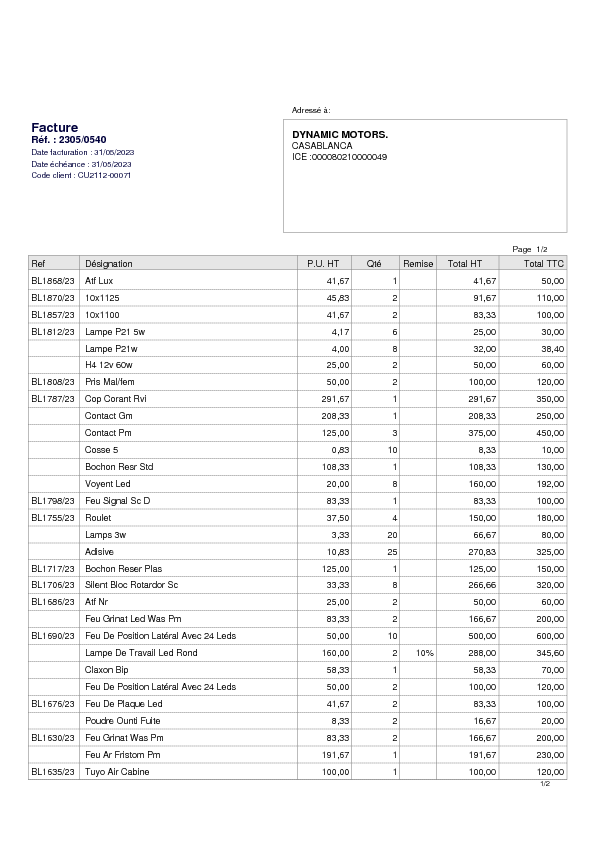 Adressé à:
Facture
Réf. : 2305/0540
Date facturation : 31/05/2023
Date échéance : 31/05/2023
Code client : CU2112-00071
DYNAMIC MOTORS.
CASABLANCA
ICE :000080210000049
Page 1/2
Ref Désignation P.U. HT Qté Remise Total HT Total TTC
BL1868/23 Atf Lux 41,67 1 41,67 50,00
BL1870/23 10x1125 45,83 2 91,67 110,00
BL1857/23 10x1100 41,67 2 83,33 100,00
BL1812/23 Lampe P21 5w 4,17 6 25,00 30,00
Lampe P21w 4,00 8 32,00 38,40
H4 12v 60w 25,00 2 50,00 60,00
BL1808/23 Pris Mal/fem 50,00 2 100,00 120,00
BL1787/23 Cop Corant Rvi 291,67 1 291,67 350,00
Contact Gm 208,33 1 208,33 250,00
Contact Pm 125,00 3 375,00 450,00
Cosse 5 0,83 10 8,33 10,00
Bochon Resr Std 108,33 1 108,33 130,00
Voyent Led 20,00 8 160,00 192,00
BL1798/23 Feu Signal Sc D 83,33 1 83,33 100,00
BL1755/23 Roulet 37,50 4 150,00 180,00
Lamps 3w 3,33 20 66,67 80,00
Adisive 10,83 25 270,83 325,00
BL1717/23 Bochon Reser Plas 125,00 1 125,00 150,00
BL1706/23 Silent Bloc Rotardor Sc 33,33 8 266,66 320,00
BL1686/23 Atf Nr 25,00 2 50,00 60,00
Feu Grinat Led Was Pm 83,33 2 166,67 200,00
BL1690/23 Feu De Position Latéral Avec 24 Leds 50,00 10 500,00 600,00
Lampe De Travail Led Rond 160,00 2 10% 288,00 345,60
Claxon Bip 58,33 1 58,33 70,00
Feu De Position Latéral Avec 24 Leds 50,00 2 100,00 120,00
BL1676/23 Feu De Plaque Led 41,67 2 83,33 100,00
Poudre Ounti Fuite 8,33 2 16,67 20,00
BL1630/23 Feu Grinat Was Pm 83,33 2 166,67 200,00
Feu Ar Fristom Pm 191,67 1 191,67 230,00
BL1635/23 Tuyo Air Cabine 100,00 1 100,00 120,00
1/2